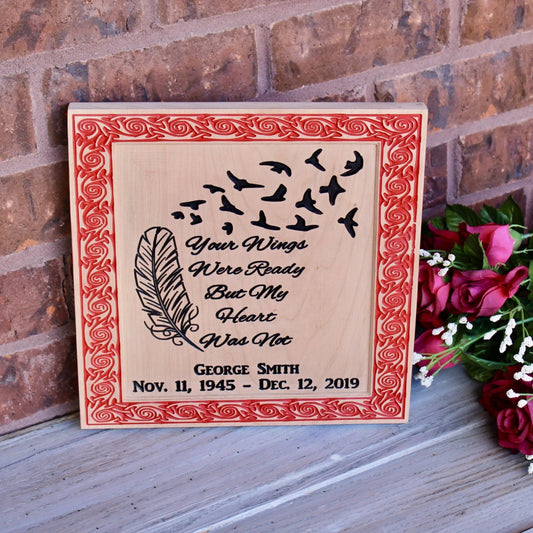 Your Wings
Were Ready
But My
Heart
Was Not
George Smith
Nov. 11, 1945 – Dec. 12, 2019